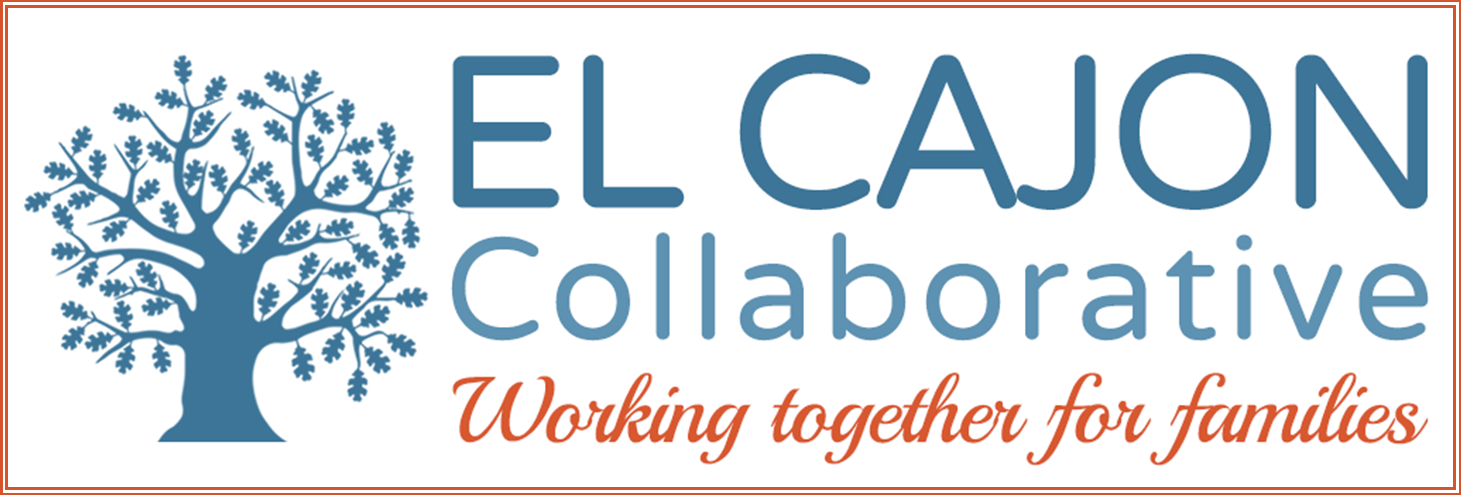 EL CAJON
Collaborative
Working together for families